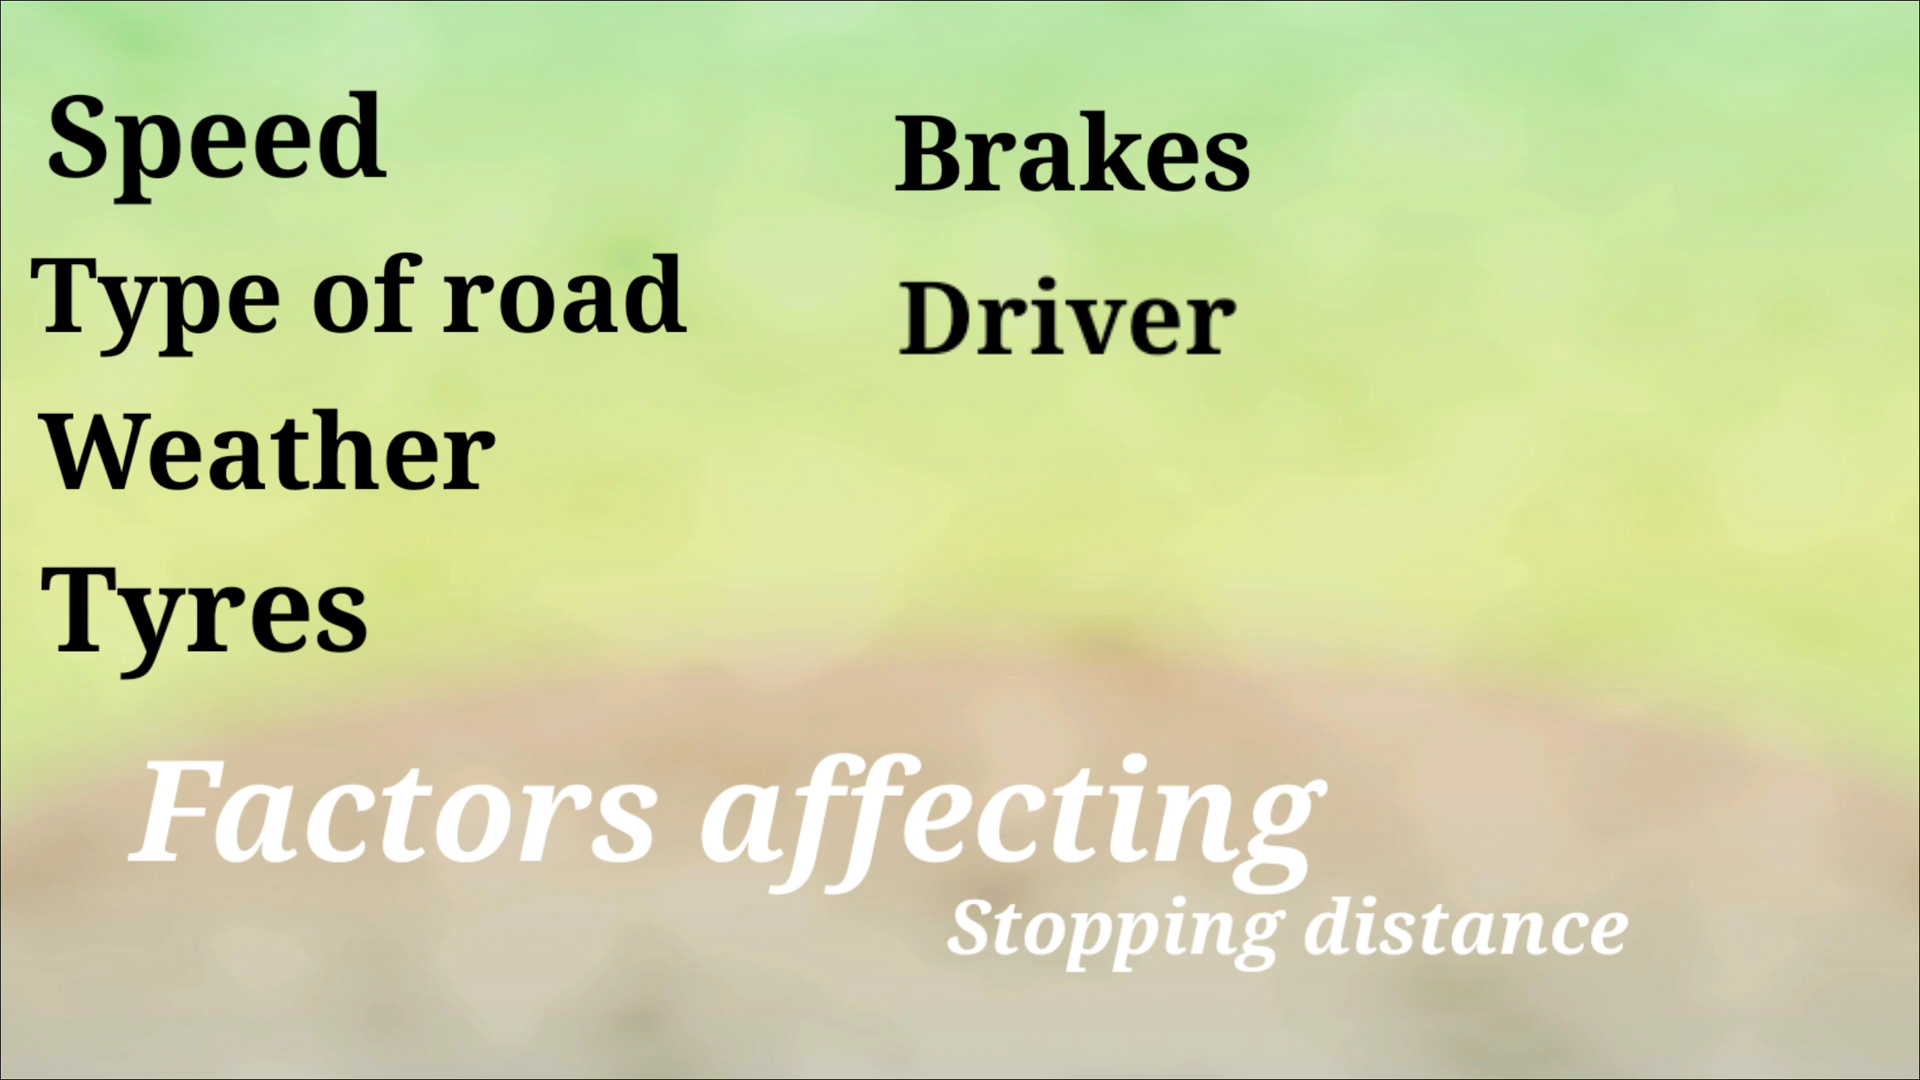 Speed
Type of road
Weather
Tyres
Brakes
Driver
Factors affecting
Stopping distance